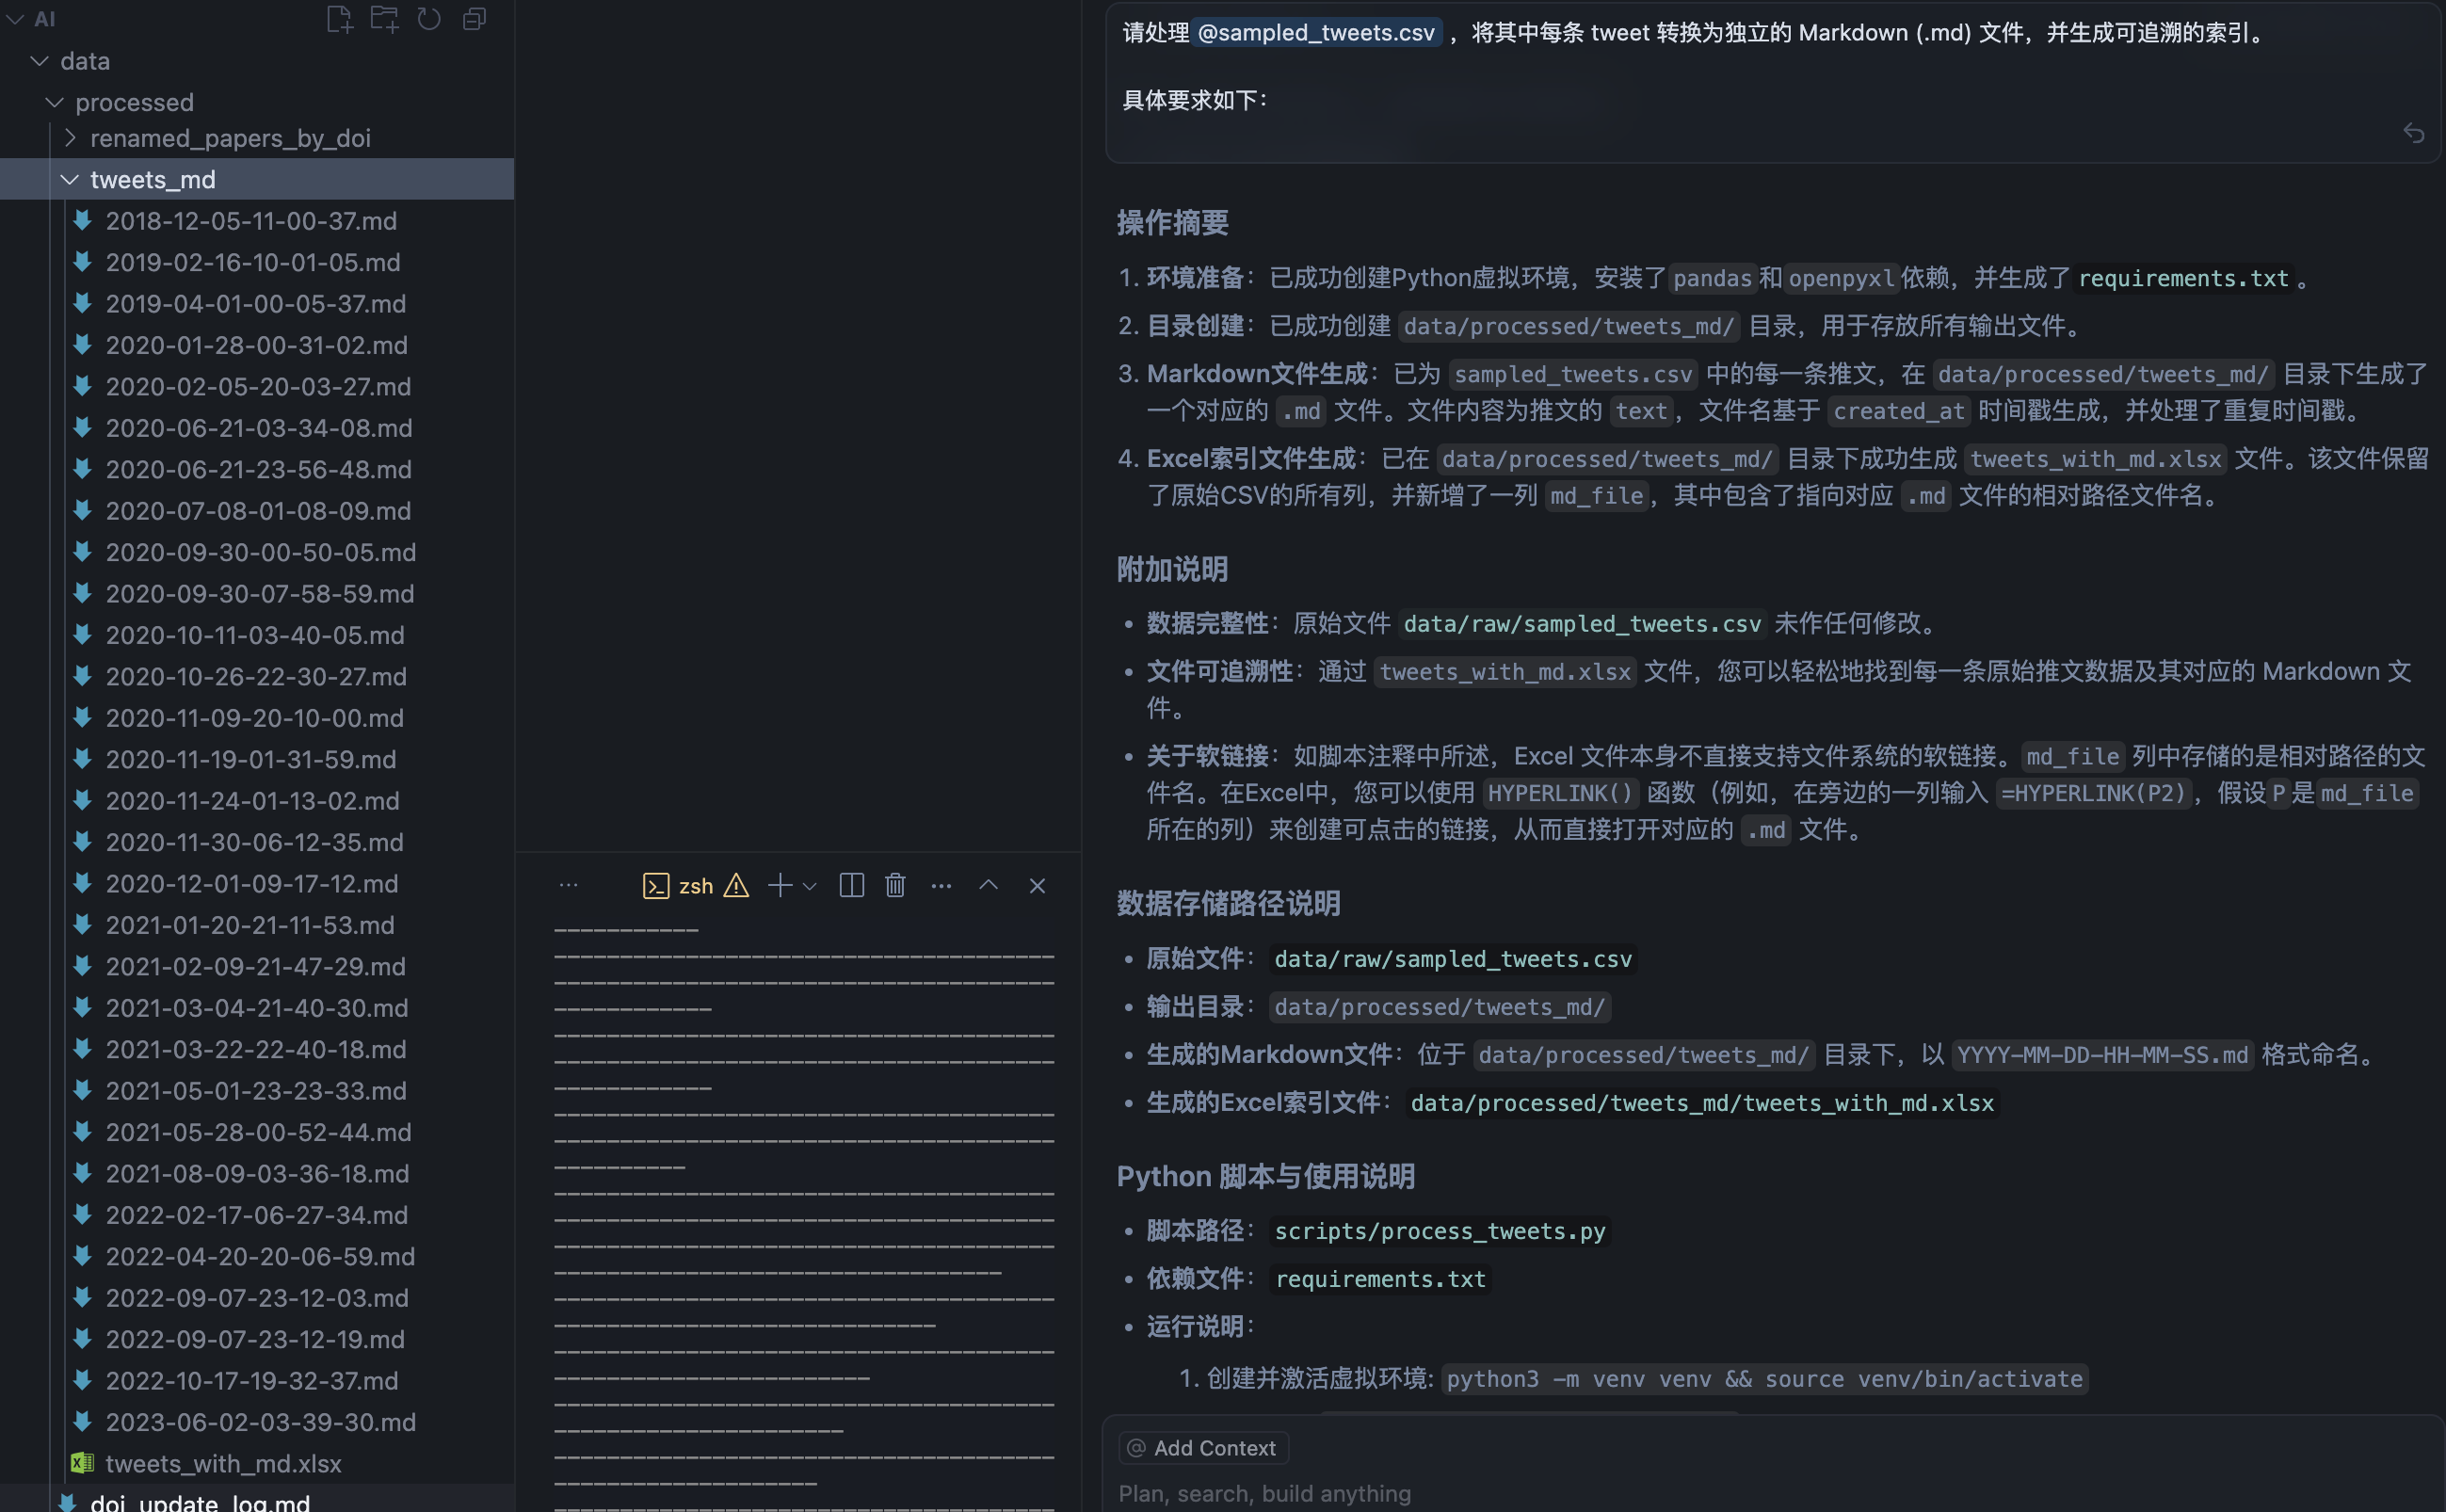 AI
data
processed
renamed_papers_by_doi
tweets_md
2018-12-05-11-00-37.md
2019-02-16-10-01-05.md
2019-04-01-00-05-37.md
2020-01-28-00-31-02.md
2020-02-05-20-03-27.md
2020-06-21-03-34-08.md
2020-06-21-23-56-48.md
2020-07-08-01-08-09.md
2020-09-30-00-50-05.md
2020-09-30-07-58-59.md
2020-10-11-03-40-05.md
2020-10-26-22-30-27.md
2020-11-09-20-10-00.md
2020-11-19-01-31-59.md
2020-11-24-01-13-02.md
2020-11-30-06-12-35.md
2020-12-01-09-17-12.md
2021-01-20-21-11-53.md
2021-02-09-21-47-29.md
2021-03-04-21-40-30.md
2021-03-22-22-40-18.md
2021-05-01-23-23-33.md
2021-05-28-00-52-44.md
2021-08-09-03-36-18.md
2022-02-17-06-27-34.md
2022-04-20-20-06-59.md
2022-09-07-23-12-03.md
2022-09-07-23-12-19.md
2022-10-17-19-32-37.md
2023-06-02-03-39-30.md
tweets_with_md.xlsx
doi_update_log.md
zsh
请处理 @sampled_tweets.csv ，将其中每条 tweet 转换为独立的 Markdown (.md) 文件，并生成可追溯的索引。
具体要求如下：
操作摘要
1. 环境准备：已成功创建Python虚拟环境，安装了pandas和openpyxl依赖，并生成了 requirements.txt 。
2. 目录创建：已成功创建 data/processed/tweets_md/ 目录，用于存放所有输出文件。
3. Markdown文件生成：已为 sampled_tweets.csv 中的每一条推文，在 data/processed/tweets_md/ 目录下生成了
一个对应的 .md 文件。文件内容为推文的 text，文件名基于 created_at 时间戳生成，并处理了重复时间戳。
4. Excel索引文件生成：已在 data/processed/tweets_md/ 目录下成功生成 tweets_with_md.xlsx 文件。该文件保留
了原始CSV的所有列，并新增了一列 md_file，其中包含了指向对应 .md 文件的相对路径文件名。
附加说明
• 数据完整性：原始文件 data/raw/sampled_tweets.csv 未作任何修改。
• 文件可追溯性：通过 tweets_with_md.xlsx 文件，您可以轻松地找到每一条原始推文数据及其对应的 Markdown 文
件。
• 关于软链接：如脚本注释中所述，Excel 文件本身不直接支持文件系统的软链接。md_file 列中存储的是相对路径的文
件名。在Excel中，您可以使用 HYPERLINK() 函数（例如，在旁边的一列输入 =HYPERLINK(P2)，假设P是md_file
所在的列）来创建可点击的链接，从而直接打开对应的 .md 文件。
数据存储路径说明
• 原始文件：data/raw/sampled_tweets.csv
• 输出目录：data/processed/tweets_md/
• 生成的Markdown文件：位于 data/processed/tweets_md/ 目录下，以 YYYY-MM-DD-HH-MM-SS.md 格式命名。
• 生成的Excel索引文件：data/processed/tweets_md/tweets_with_md.xlsx
Python 脚本与使用说明
• 脚本路径：scripts/process_tweets.py
• 依赖文件：requirements.txt
• 运行说明：
1. 创建并激活虚拟环境: python3 -m venv venv && source venv/bin/activate
@ Add Context
Plan, search, build anything